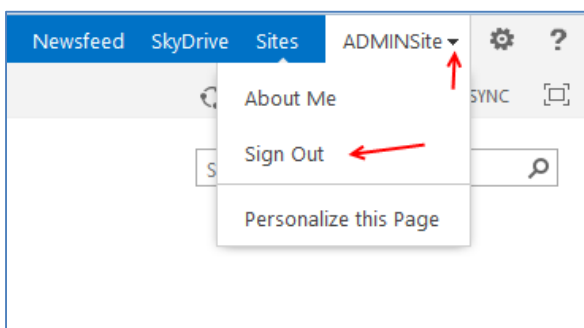 Newsfeed SkyDrive Sites ADMINSite ?
About Me
SYNC
Sign Out
S
Personalize this Page